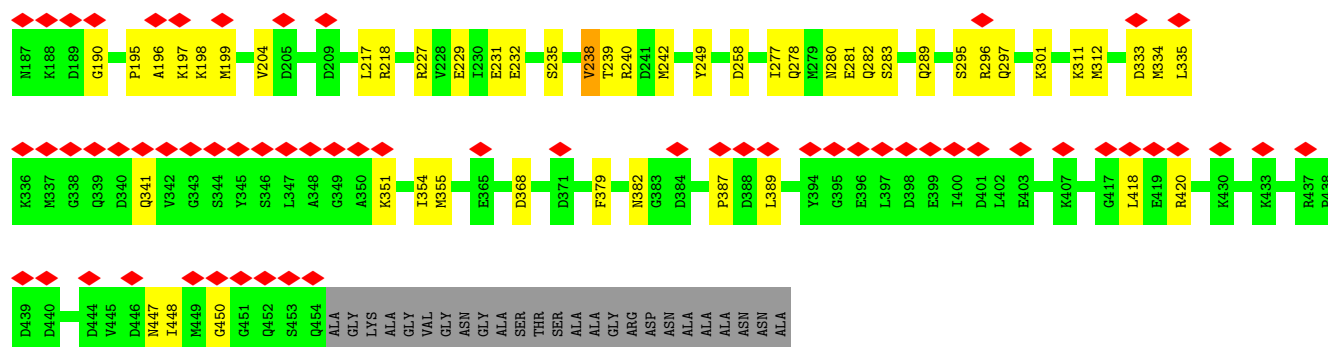 N187 K188 D189 G190 P195 A196 K197 K198 M199 V204 D205 D209 L217 R218 R227 V228 E229 I230 E231 E232 S235 V238 T239 R240 D241 M242 Y249 D258 I277 Q278 M279 N280 E281 Q282 S283 Q289 S295 R296 Q297 K301 K311 M312 D333 M334 L335
K336 M337 G338 Q339 D340 Q341 V342 G343 S344 Y345 S346 L347 A348 G349 A350 K351 I354 M355 E365 D368 D371 F379 N382 G383 D384 P387 D388 L389 Y394 G395 E396 L397 D398 E399 I400 D401 L402 E403 K407 G417 L418 E419 R420 K430 K433 R437 P438
D439 D440 D444 V445 D446 N447 I448 M449 G450 G451 Q452 S453 Q454 ALA GLY LYS ALA GLY VAL GLY ASN GLY ALA SER THR SER ALA ALA GLY ARG ASP ASN ALA ALA ALA ASN ASN ALA